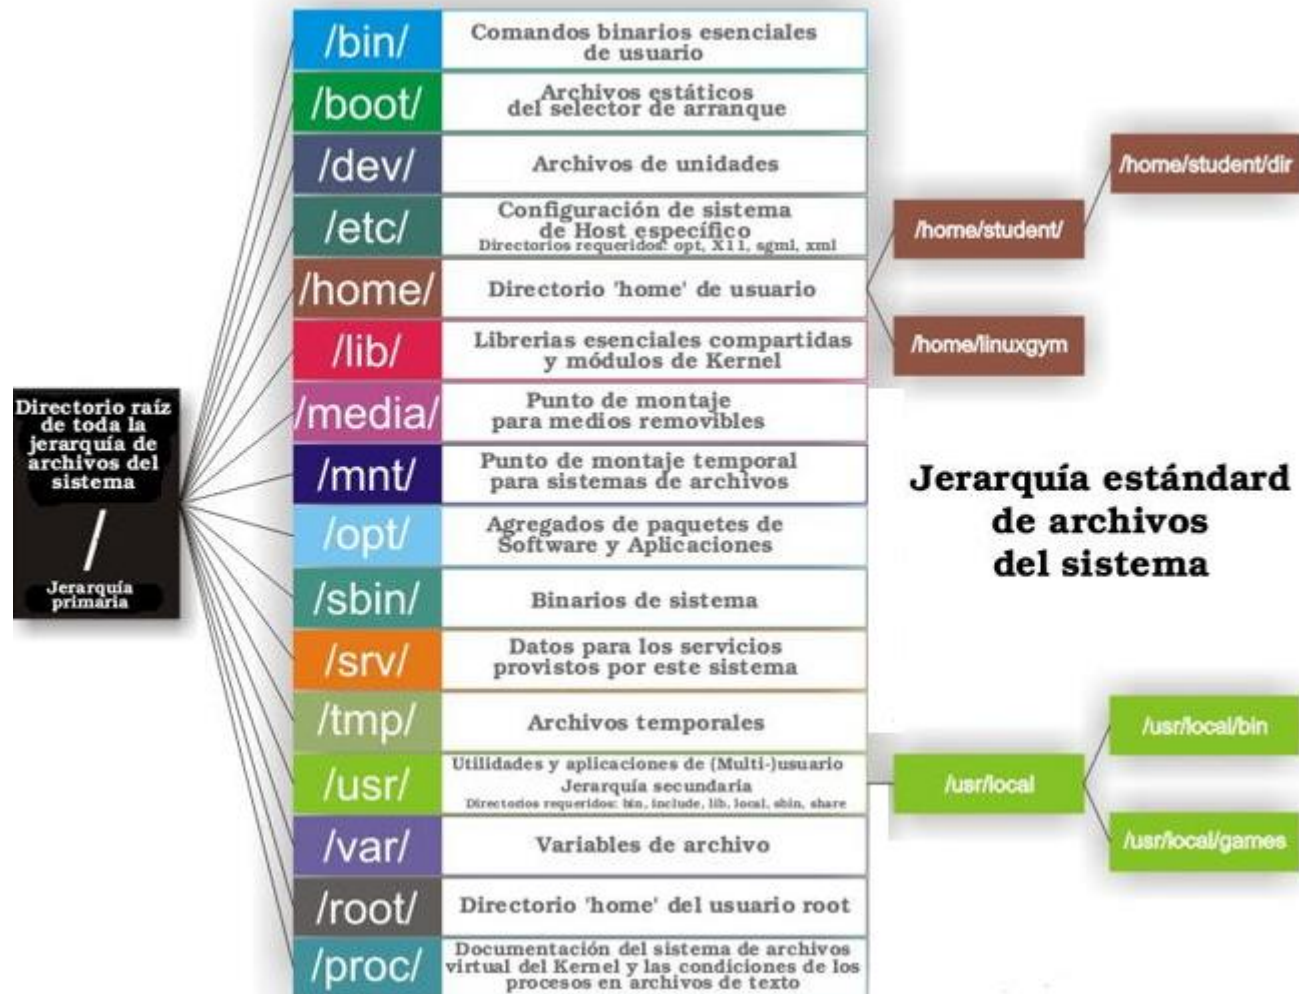 /bin/
Comandos binarios esenciales
de usuario
/boot/
Archivos estáticos
del selector de arranque
/dev/
Archivos de unidades
/etc/
Configuración de sistema
de Host específico
Directorios requeridos: opt, X11, sgml, xml
/home/
Directorio 'home' de usuario
/home/student/
/home/student/dir
/home/linuxgym
/lib/
Librerias esenciales compartidas
y módulos de Kernel
/media/
Punto de montaje
para medios removibles
/mnt/
Punto de montaje temporal
para sistemas de archivos
/opt/
Agregados de paquetes de
Software y Aplicaciones
/sbin/
Binarios de sistema
/srv/
Datos para los servicios
provistos por este sistema
/tmp/
Archivos temporales
/usr/
Utilidades y aplicaciones de (Multi-)usuario
Jerarquía secundaria
Directorios requeridos: bin, include, lib, local, sbin, share
/usr/local
/usr/local/bin
/usr/local/games
/var/
Variables de archivo
/root/
Directorio 'home' del usuario root
/proc/
Documentación del sistema de archivos
virtual del Kernel y las condiciones de los
procesos en archivos de texto
Directorio raíz
de toda la
jerarquía de
archivos del
sistema
/
Jerarquía
primaria
Jerarquía estándard
de archivos
del sistema